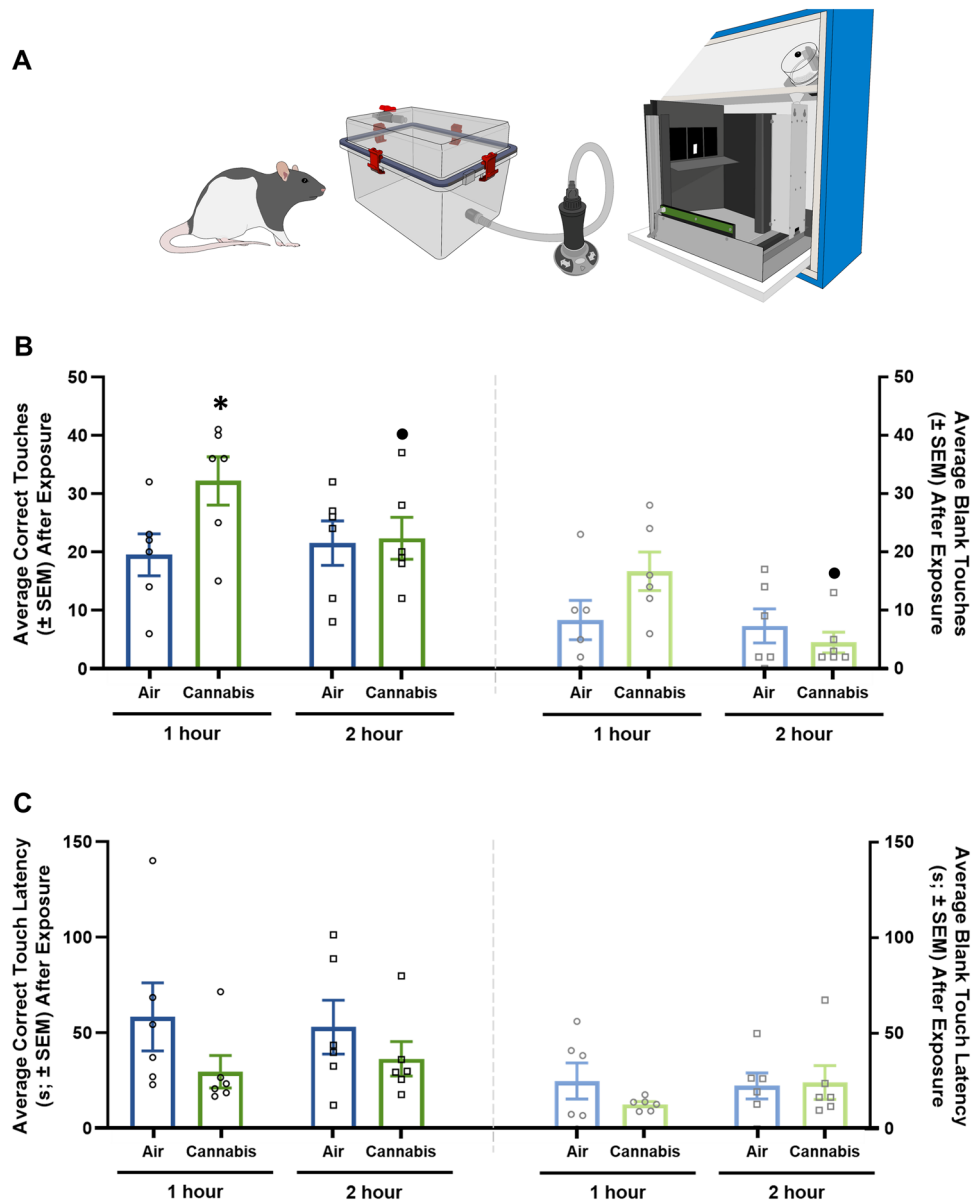 A
B
Average Correct Touches
(± SEM) After Exposure
50
40
30
20
10
0
*
Air
Cannabis
Air
Cannabis
1 hour
2 hour
Air
Cannabis
Air
Cannabis
1 hour
2 hour
50
40
30
20
10
0
Average Blank Touches
(± SEM) After Exposure
C
Average Correct Touch Latency
(s; ± SEM) After Exposure
150
100
50
0
Air
Cannabis
Air
Cannabis
1 hour
2 hour
Air
Cannabis
Air
Cannabis
1 hour
2 hour
150
100
50
0
Average Blank Touch Latency
(s; ± SEM) After Exposure